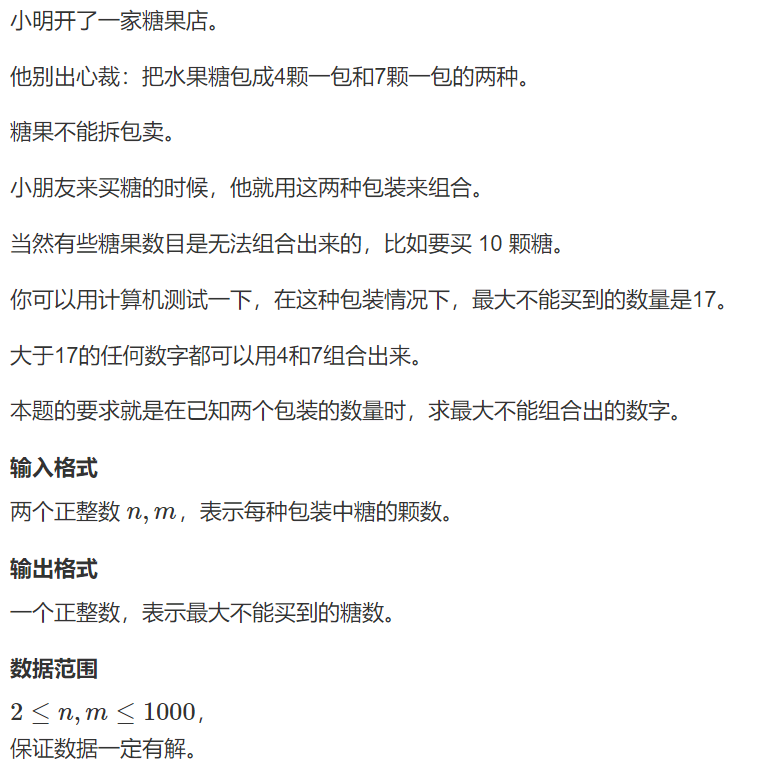 小明开了一家糖果店。
他别出心裁：把水果糖包成4颗一包和7颗一包的两种。
糖果不能拆包卖。
小朋友来买糖的时候，他就用这两种包装来组合。
当然有些糖果数目是无法组合出来的，比如要买 10 颗糖。
你可以用计算机测试一下，在这种包装情况下，最大不能买到的数量是17。
大于17的任何数字都可以用4和7组合出来。
本题的要求就是在已知两个包装的数量时，求最大不能组合出的数字。
输入格式
两个正整数 n, m，表示每种包装中糖的颗数。
输出格式
一个正整数，表示最大不能买到的糖数。
数据范围
2 ≤ n, m ≤ 1000，
保证数据一定有解。